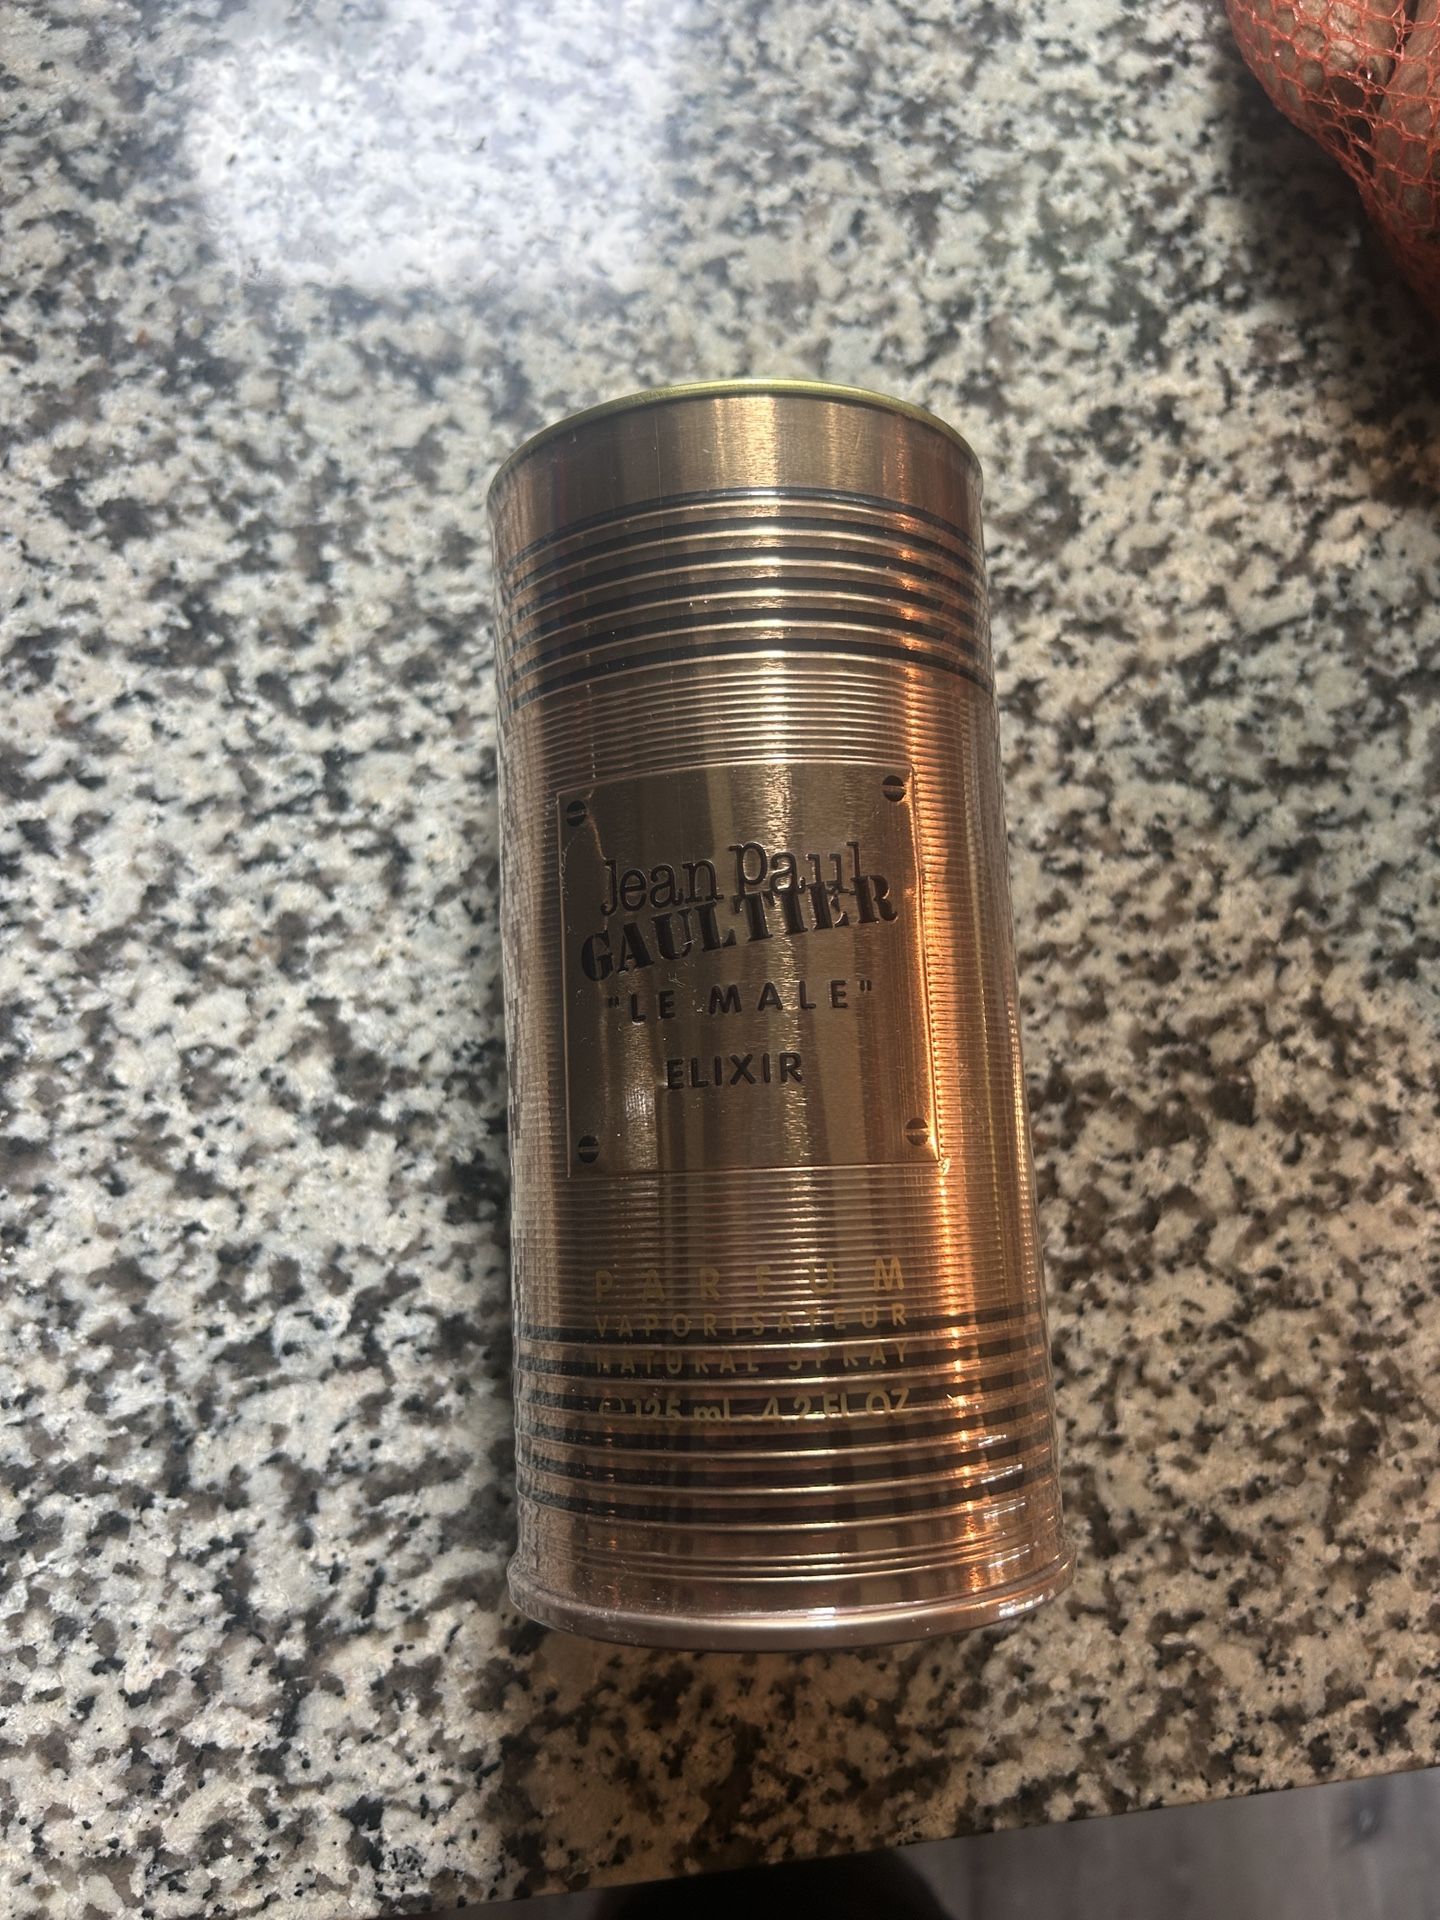 Jean Paul
GAULTIER
"LE MALE"
ELIXIR
PARFUM
VAPORISATEUR
NATURAL SPRAY
℮ 125 ml - 4.2 FL OZ